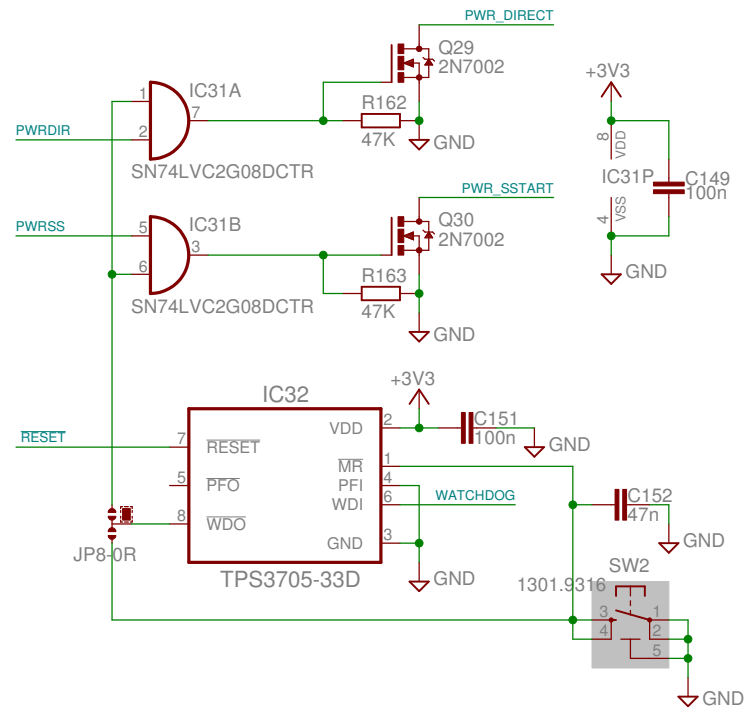 PWR_DIRECT
Q29
2N7002
IC31A
1
7
2
PWRDIR
R162
47K
GND
SN74LVC2G08DCTR
+3V3
8
VDD
IC31P
C149
100n
4
VSS
GND
PWR_SSTART
Q30
2N7002
IC31B
PWRSS
5
3
6
R163
47K
GND
SN74LVC2G08DCTR
IC32
+3V3
VDD
2
C151
100n
GND
RESET
7
RESET
MR
1
5
PFO
PFI
4
8
WDO
WDI
6
WATCHDOG
GND
3
GND
TPS3705-33D
JP8-0R
C152
47n
GND
SW2
1301.9316
3
1
4
2
5
GND